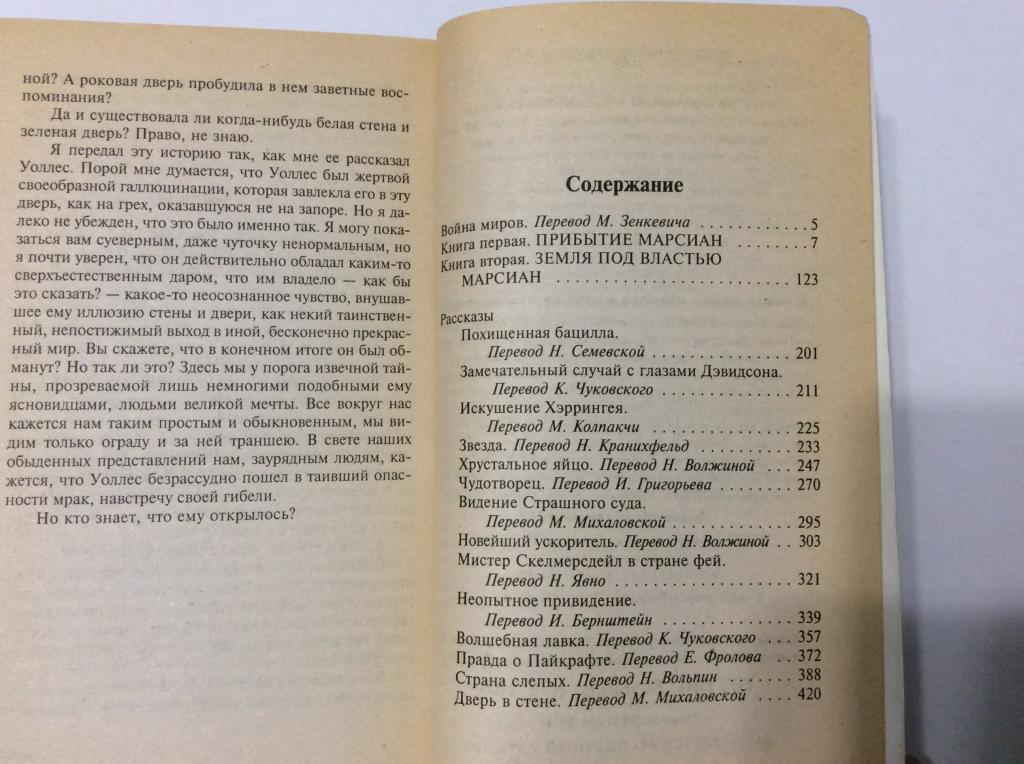 ной? А роковая дверь пробудила в нем заветные вос-
поминания?
Да и существовала ли когда-нибудь белая стена и
зеленая дверь? Право, не знаю.
Я передал эту историю так, как мне ее рассказал
Уоллес. Порой мне думается, что Уоллес был жертвой
своеобразной галлюцинации, которая завлекла его в эту
дверь, как на грех, оказавшуюся не на запоре. Но я да-
леко не убежден, что это было именно так. Я могу пока-
заться вам суеверным, даже чуточку ненормальным, но
я почти уверен, что он действительно обладал каким-то
сверхъестественным даром, что им владело — как бы
это сказать? — какое-то неосознанное чувство, внушав-
шее ему иллюзию стены и двери, как некий таинствен-
ный, непостижимый выход в иной, бесконечно прекрас-
ный мир. Вы скажете, что в конечном итоге он был об-
манут? Но так ли это? Здесь мы у порога извечной тай-
ны, прозреваемой лишь немногими подобными ему
ясновидцами, людьми великой мечты. Все вокруг нас
кажется нам таким простым и обыкновенным, мы ви-
дим только ограду и за ней траншею. В свете наших
обыденных представлений нам, заурядным людям, ка-
жется, что Уоллес безрассудно пошел в таивший опас-
ности мрак, навстречу своей гибели.
Но кто знает, что ему открылось?
Содержание
Война миров. Перевод М. Зенкевича . . . . . . . . . . . 5
Книга первая. ПРИБЫТИЕ МАРСИАН . . . . . . . . 7
Книга вторая. ЗЕМЛЯ ПОД ВЛАСТЬЮ
МАРСИАН . . . . . . . . . . . . . . . . . . . . . . . 123
Рассказы
Похищенная бацилла.
Перевод Н. Семевской . . . . . . . . . . . . . . 201
Замечательный случай с глазами Дэвидсона.
Перевод К. Чуковского . . . . . . . . . . . . . 211
Искушение Хэррингея.
Перевод М. Колпакчи . . . . . . . . . . . . . . 225
Звезда. Перевод Н. Кранихфельд . . . . . . . . . . 233
Хрустальное яйцо. Перевод Н. Волжиной . . . . 247
Чудотворец. Перевод И. Григорьева . . . . . . . . 270
Видение Страшного суда.
Перевод М. Михаловской . . . . . . . . . . . . 295
Новейший ускоритель. Перевод Н. Волжиной . . 303
Мистер Скелмерсдейл в стране фей.
Перевод Н. Явно . . . . . . . . . . . . . . . . . 321
Неопытное привидение.
Перевод И. Бернштейн . . . . . . . . . . . . . 339
Волшебная лавка. Перевод К. Чуковского . . . 357
Правда о Пайкрафте. Перевод Е. Фролова . . 372
Страна слепых. Перевод Н. Вольпин . . . . . . . 388
Дверь в стене. Перевод М. Михаловской . . . . 420